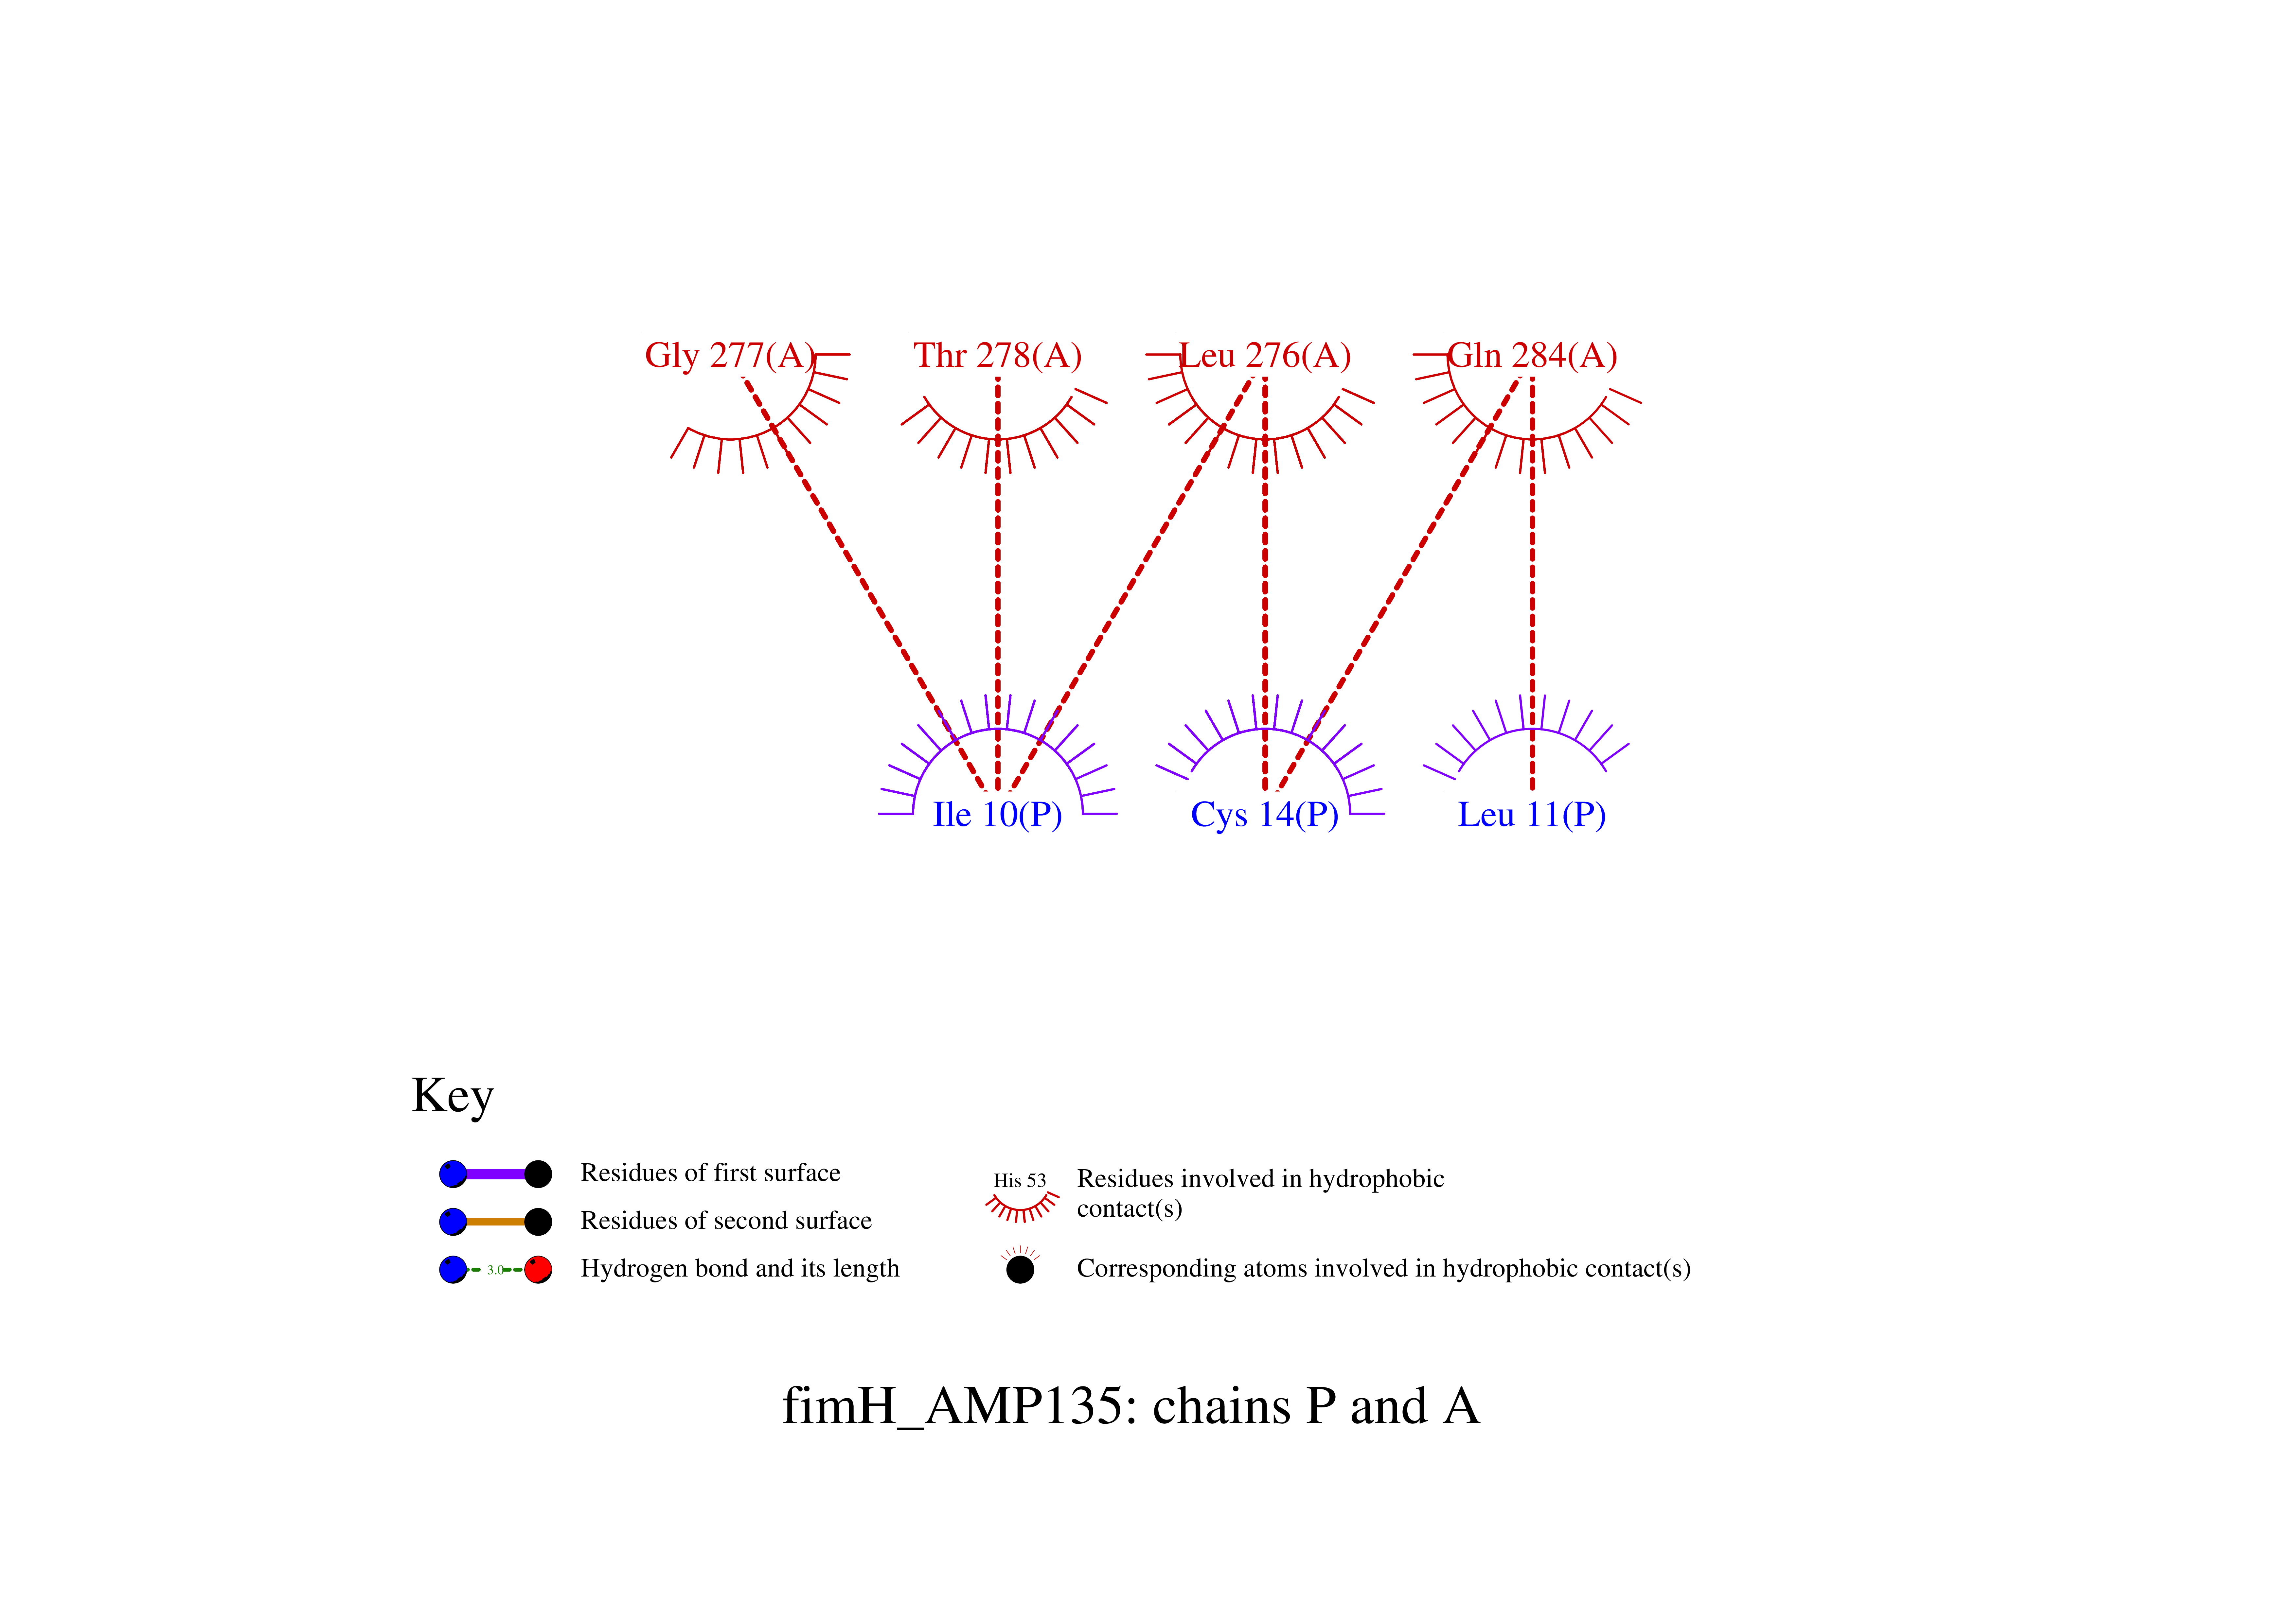 Gly 277(A) Thr 278(A) Leu 276(A) Gln 284(A)
Ile 10(P) Cys 14(P) Leu 11(P)
Key
Residues of first surface
Residues of second surface
3.0 Hydrogen bond and its length
His 53 Residues involved in hydrophobic
contact(s)
Corresponding atoms involved in hydrophobic contact(s)
fimH_AMP135: chains P and A